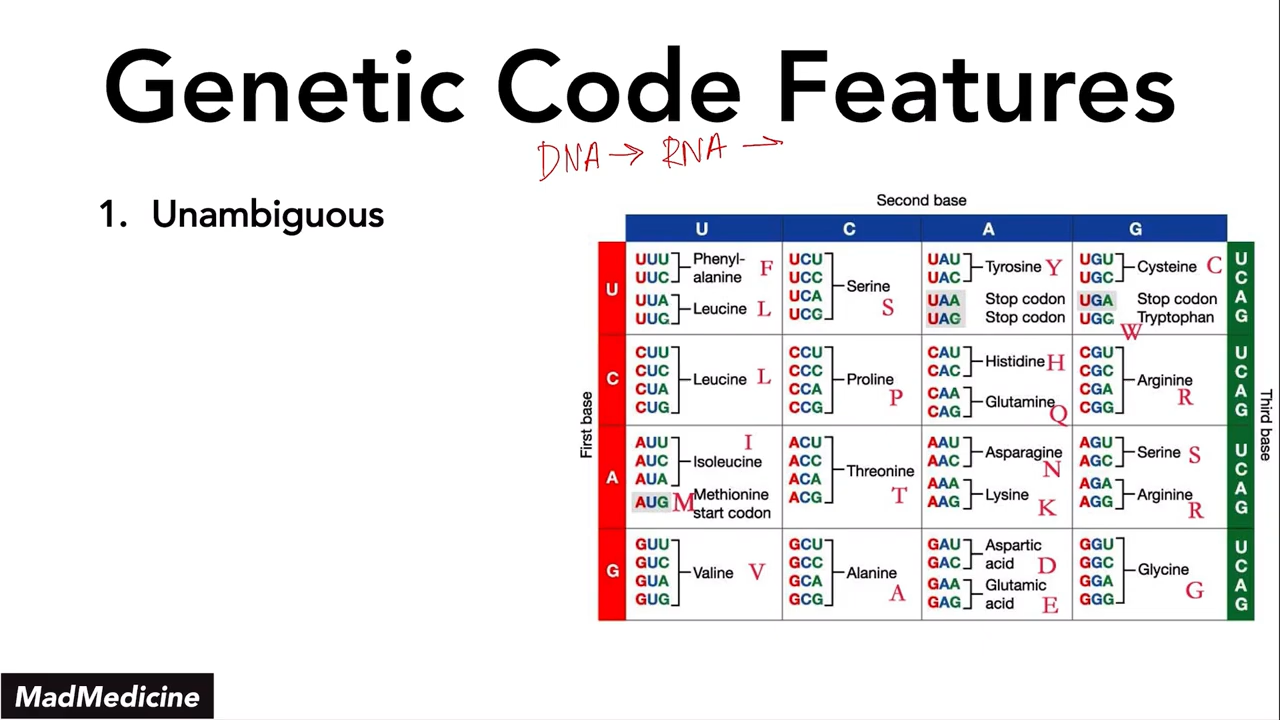 Genetic Code Features
DNA → RNA →
1. Unambiguous
Second base
U C A G
First base
U
UUU
UUC
Phenyl-
alanine F
UUA
UUG
Leucine L
UCU
UCC
UCA
UCG
Serine
S
UAU
UAC
Tyrosine Y
UAA Stop codon
UAG Stop codon
UGU
UGC
Cysteine C
UGA Stop codon
UGG Tryptophan
W
U
C
A
G
C
CUU
CUC
CUA
CUG
Leucine L
CCU
CCC
CCA
CCG
Proline
P
CAU
CAC
Histidine H
CAA
CAG
Glutamine
Q
CGU
CGC
CGA
CGG
Arginine
R
U
C
A
G
A
AUU
AUC
AUA
I
Isoleucine
AUG M Methionine
start codon
ACU
ACC
ACA
ACG
Threonine
T
AAU
AAC
Asparagine
N
AAA
AAG
Lysine
K
AGU
AGC
Serine S
AGA
AGG
Arginine
R
U
C
A
G
G
GUU
GUC
GUA
GUG
Valine V
GCU
GCC
GCA
GCG
Alanine
A
GAU
GAC
Aspartic
acid D
GAA
GAG
Glutamic
acid E
GGU
GGC
GGA
GGG
Glycine
G
U
C
A
G
Third base
MadMedicine